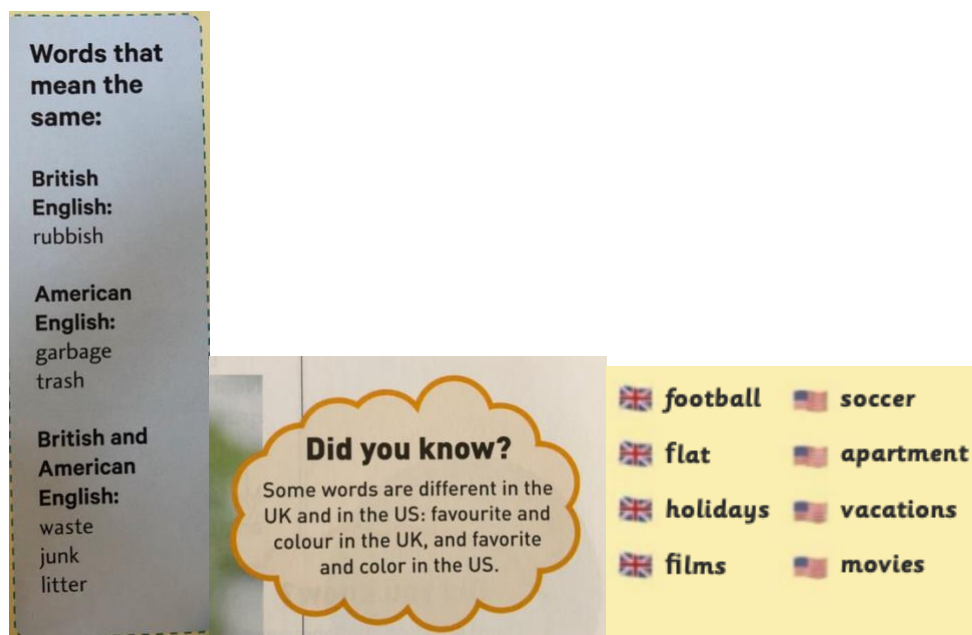 Words that
mean the
same:
British
English:
rubbish
American
English:
garbage
trash
British and
American
English:
waste
junk
litter
Did you know?
Some words are different in the
UK and in the US: favourite and
colour in the UK, and favorite
and color in the US.
football soccer
flat apartment
holidays vacations
films movies